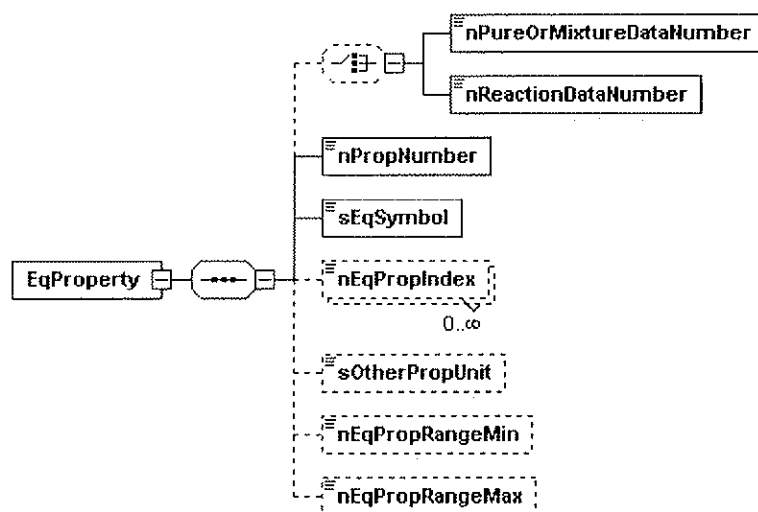 nPureOrMixtureDataNumber
nReactionDataNumber
nPropNumber
sEqSymbol
EqProperty
nEqPropIndex
0..∞
sOtherPropUnit
nEqPropRangeMin
nEqPropRangeMax